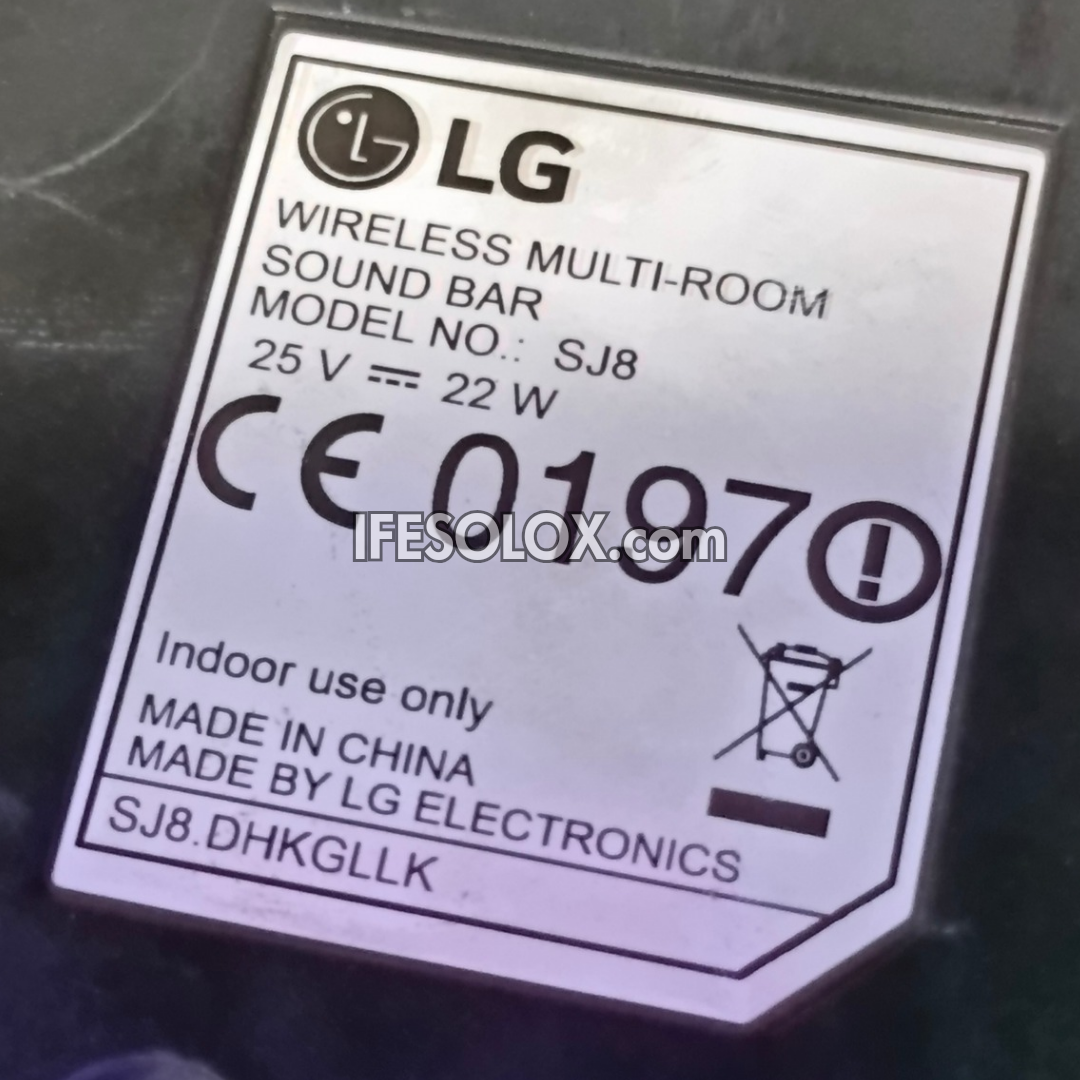 LG
WIRELESS MULTI-ROOM
SOUND BAR
MODEL NO.: SJ8
25 V ⎓ 22 W
CE 0197
IFESOLOX.com
Indoor use only
MADE IN CHINA
MADE BY LG ELECTRONICS
SJ8.DHKGLLK